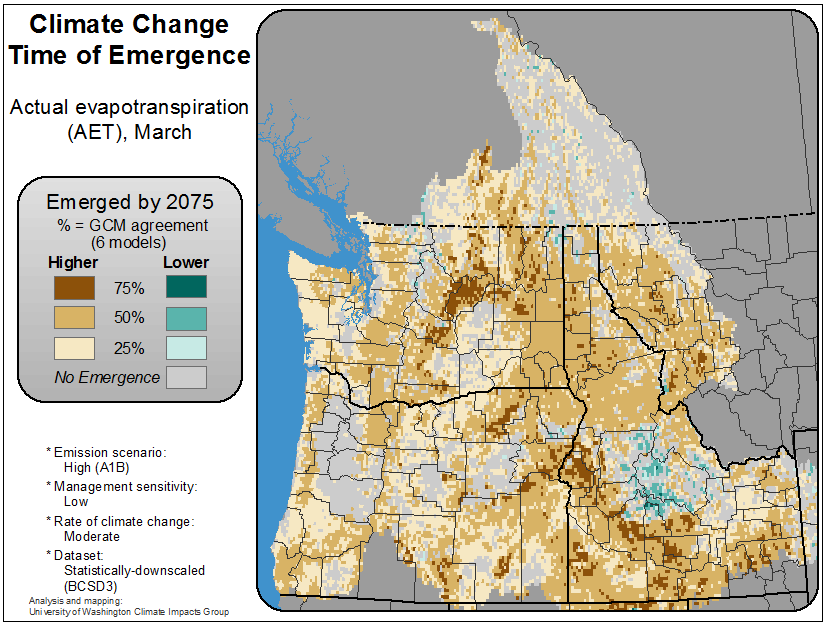 Climate Change
Time of Emergence
Actual evapotranspiration
(AET), March
Emerged by 2075
% = GCM agreement
(6 models)
Higher Lower
75%
50%
25%
No Emergence
* Emission scenario:
High (A1B)
* Management sensitivity:
Low
* Rate of climate change:
Moderate
* Dataset:
Statistically-downscaled
(BCSD3)
Analysis and mapping:
University of Washington Climate Impacts Group